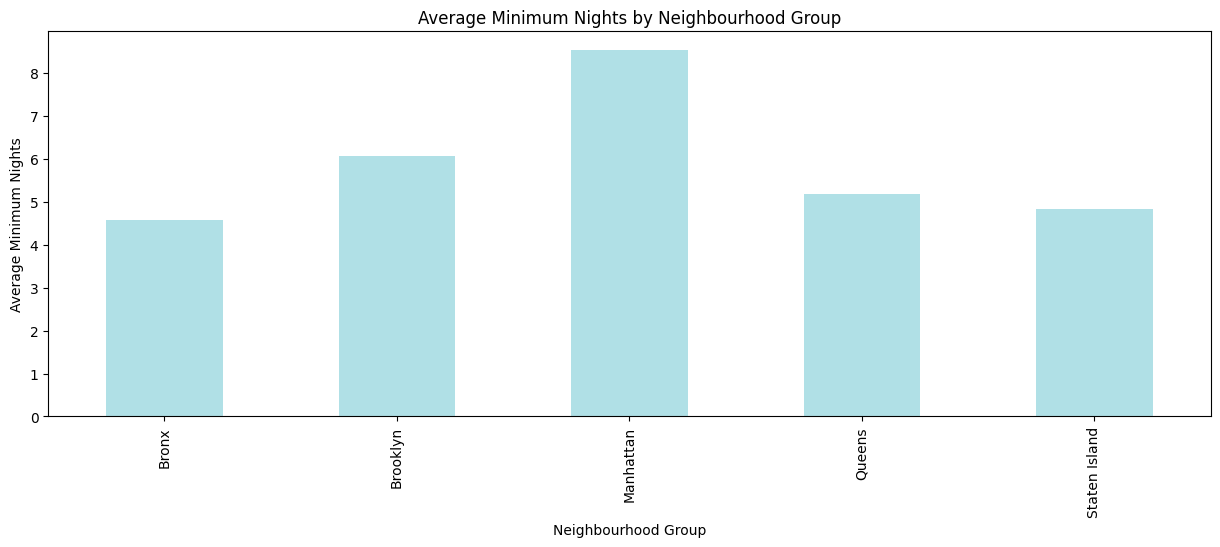 Average Minimum Nights by Neighbourhood Group
Average Minimum Nights
8
7
6
5
4
3
2
1
0
Bronx
Brooklyn
Manhattan
Queens
Staten Island
Neighbourhood Group